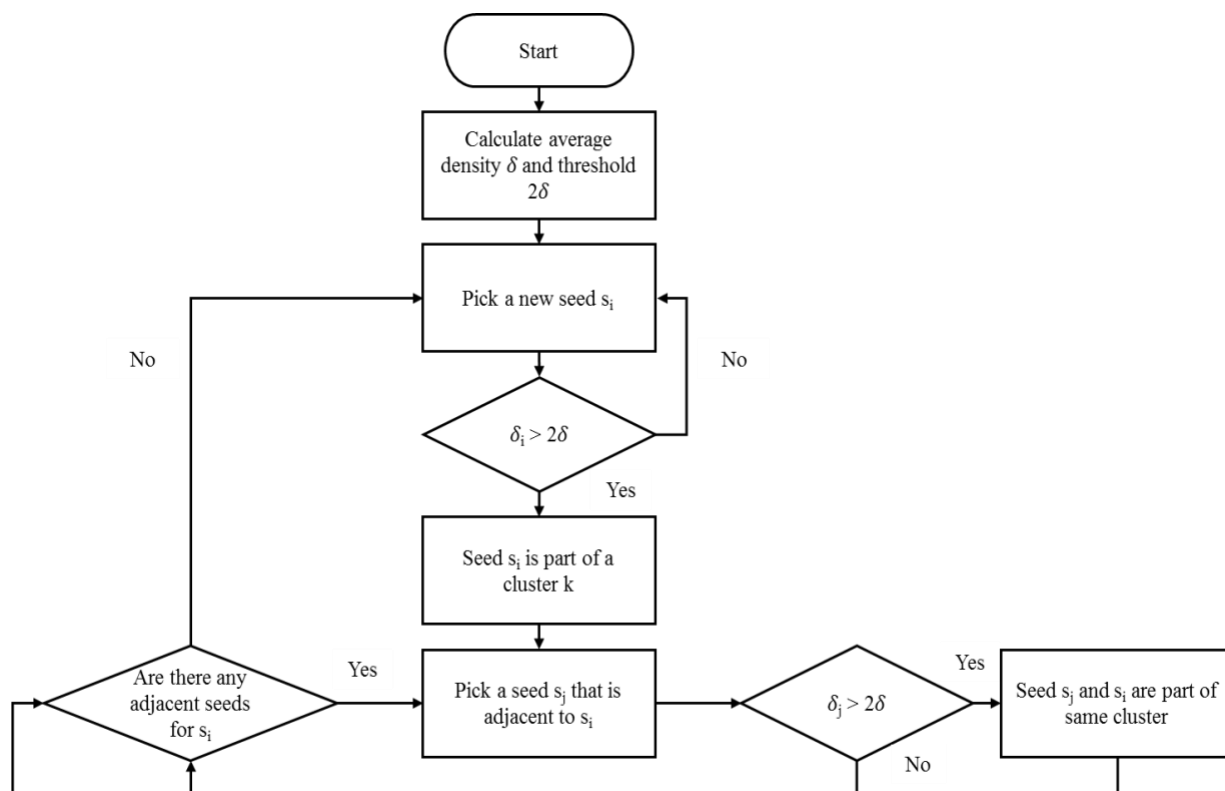 Start
Calculate average
density δ and threshold
2δ
Pick a new seed sᵢ
No
No
δᵢ > 2δ
Yes
Seed sᵢ is part of a
cluster k
Are there any
adjacent seeds
for sᵢ
Yes
Pick a seed sⱼ that is
adjacent to sᵢ
δⱼ > 2δ
Yes
Seed sⱼ and sᵢ are part of
same cluster
No